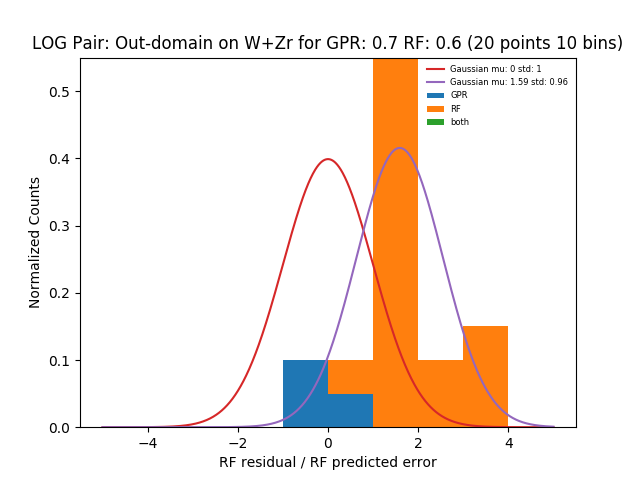 LOG Pair: Out-domain on W+Zr for GPR: 0.7 RF: 0.6 (20 points 10 bins)
Gaussian mu: 0 std: 1
Gaussian mu: 1.59 std: 0.96
GPR
RF
both
Normalized Counts
0.5
0.4
0.3
0.2
0.1
0.0
−4
−2
0
2
4
RF residual / RF predicted error